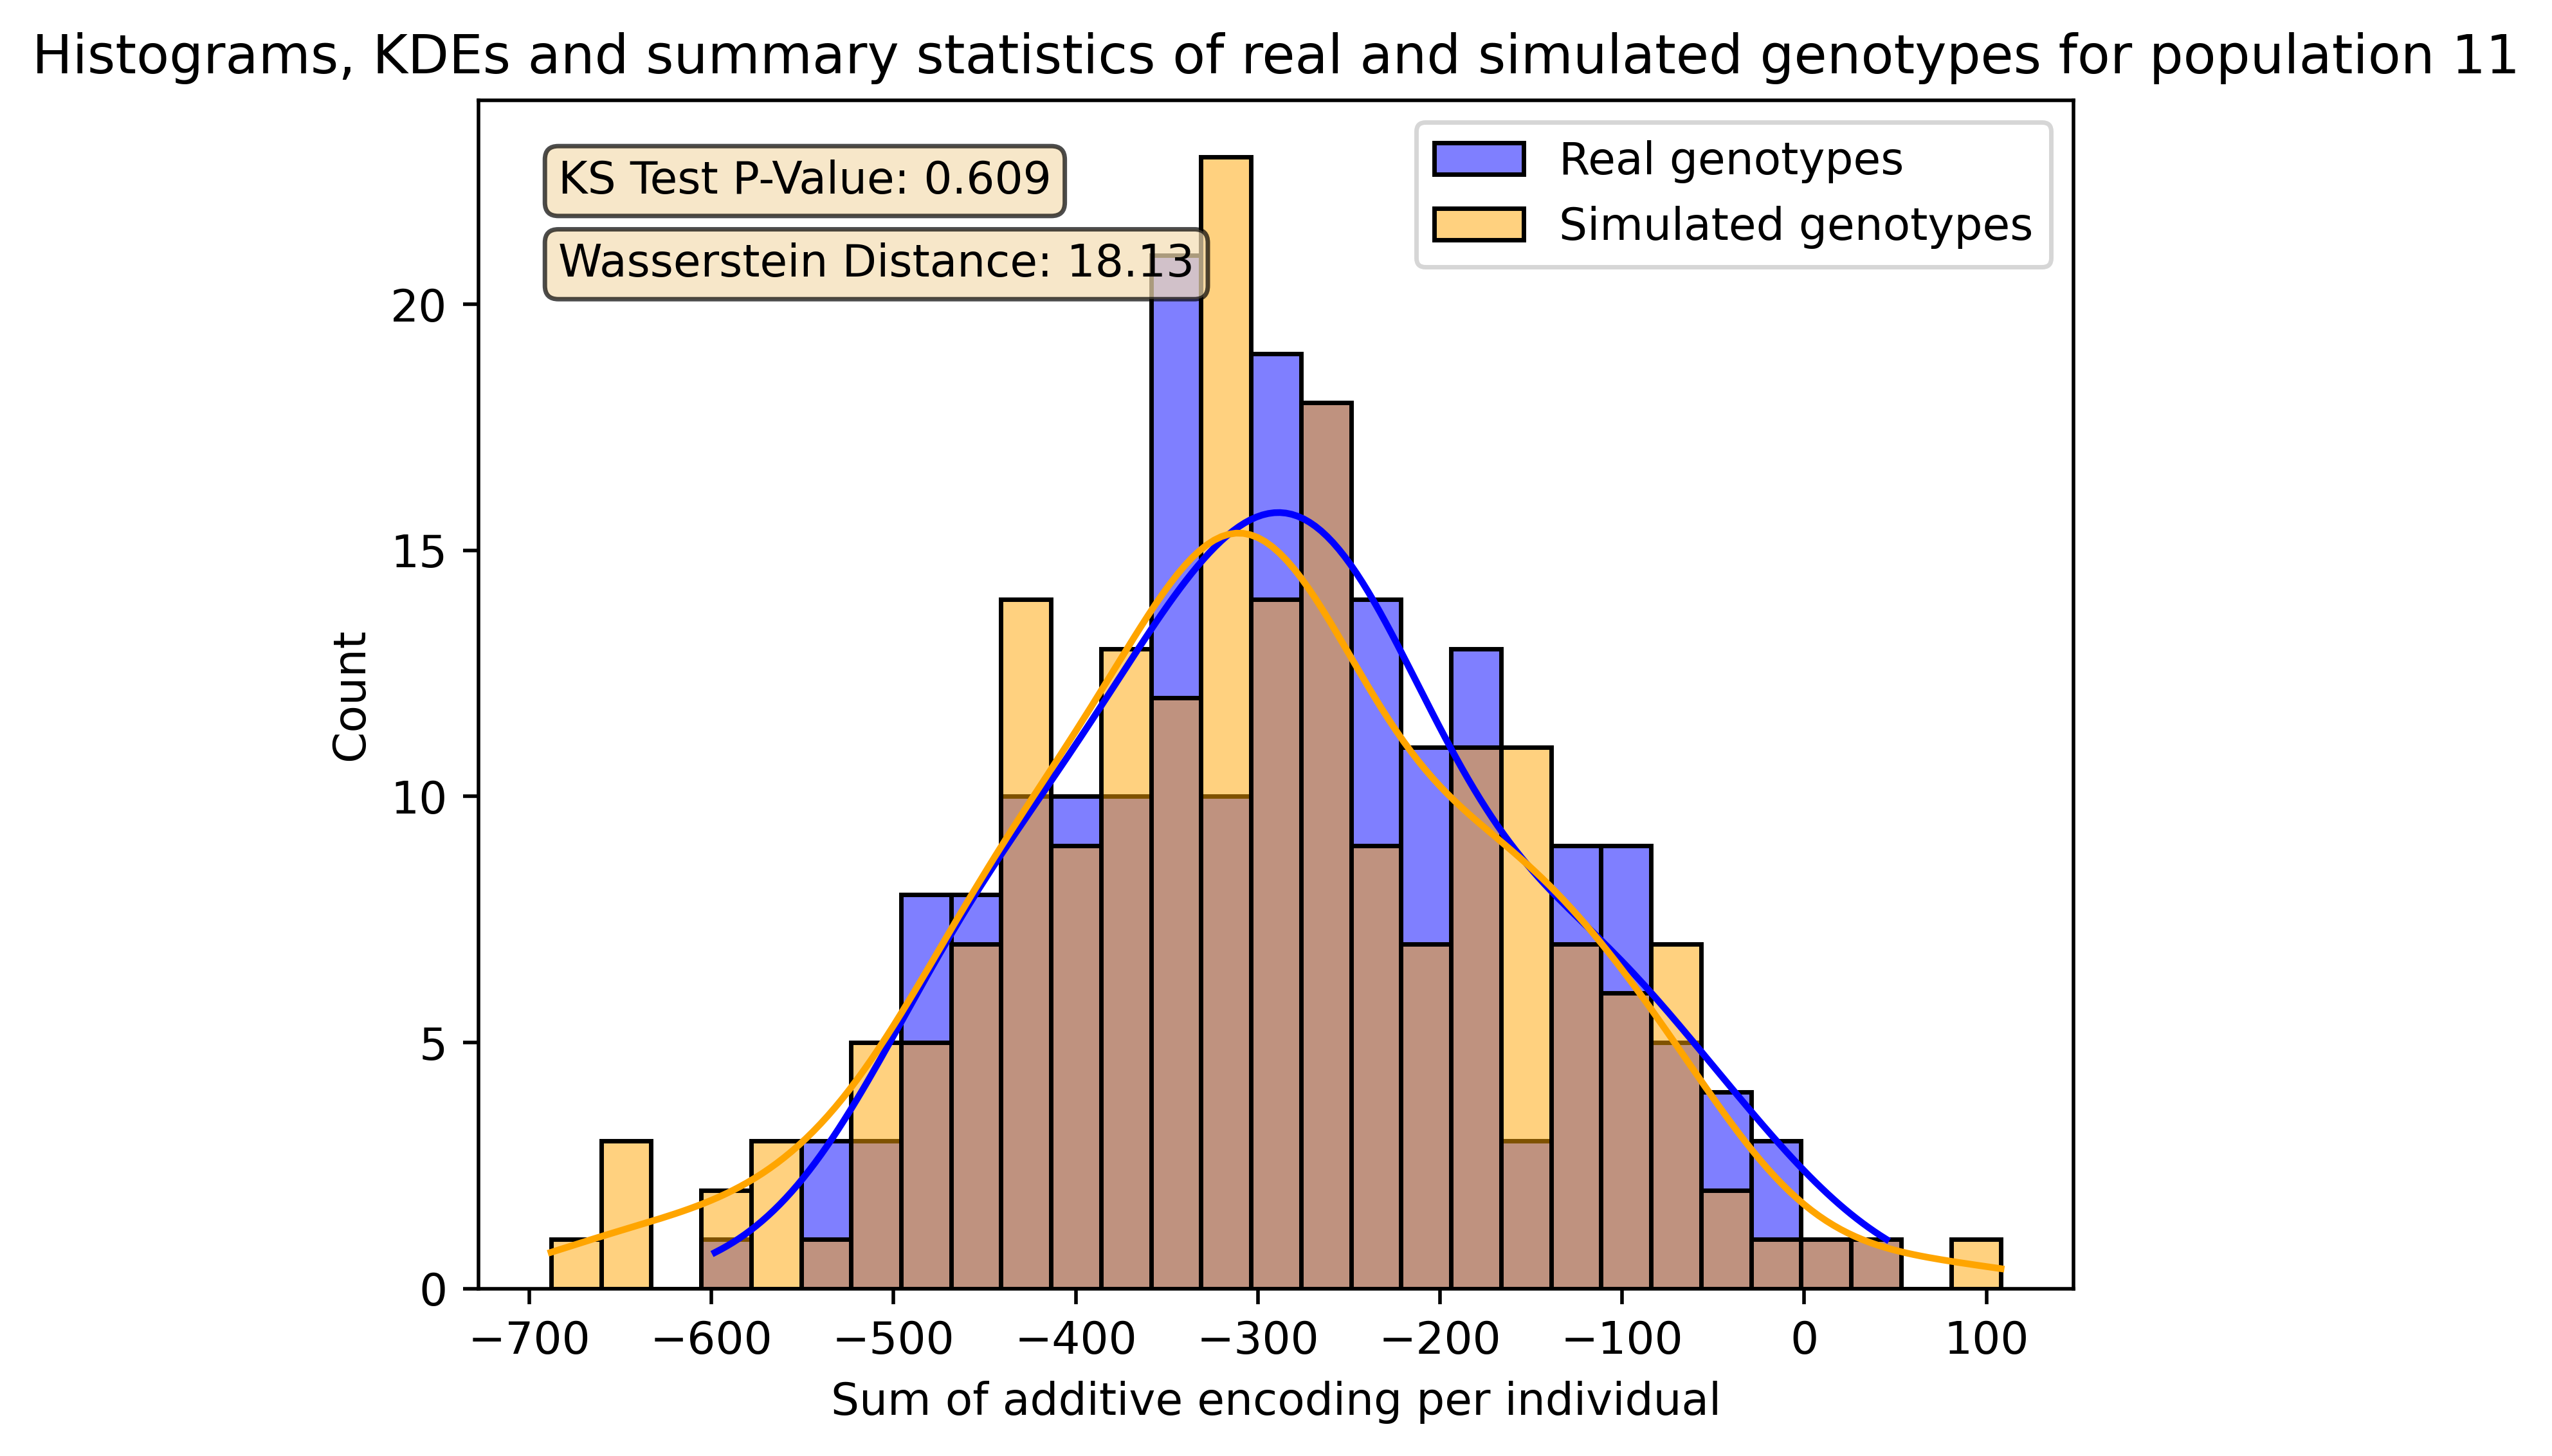 Histograms, KDEs and summary statistics of real and simulated genotypes for population 11
KS Test P-Value: 0.609
Wasserstein Distance: 18.13
Real genotypes
Simulated genotypes
Count
20
15
10
5
0
−700 −600 −500 −400 −300 −200 −100 0 100
Sum of additive encoding per individual